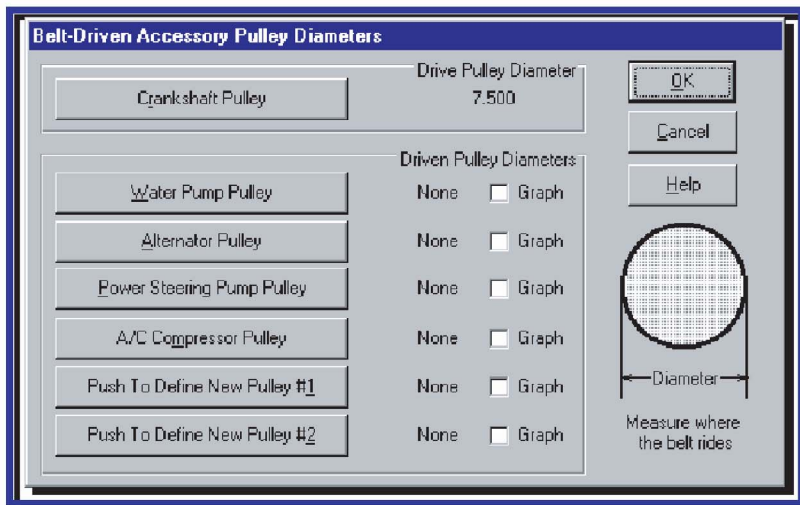 Belt-Driven Accessory Pulley Diameters
Drive Pulley Diameter
Crankshaft Pulley 7.500
OK
Cancel
Help
Driven Pulley Diameters
Water Pump Pulley None Graph
Alternator Pulley None Graph
Power Steering Pump Pulley None Graph
A/C Compressor Pulley None Graph
Push To Define New Pulley #1 None Graph
Push To Define New Pulley #2 None Graph
Diameter
Measure where
the belt rides